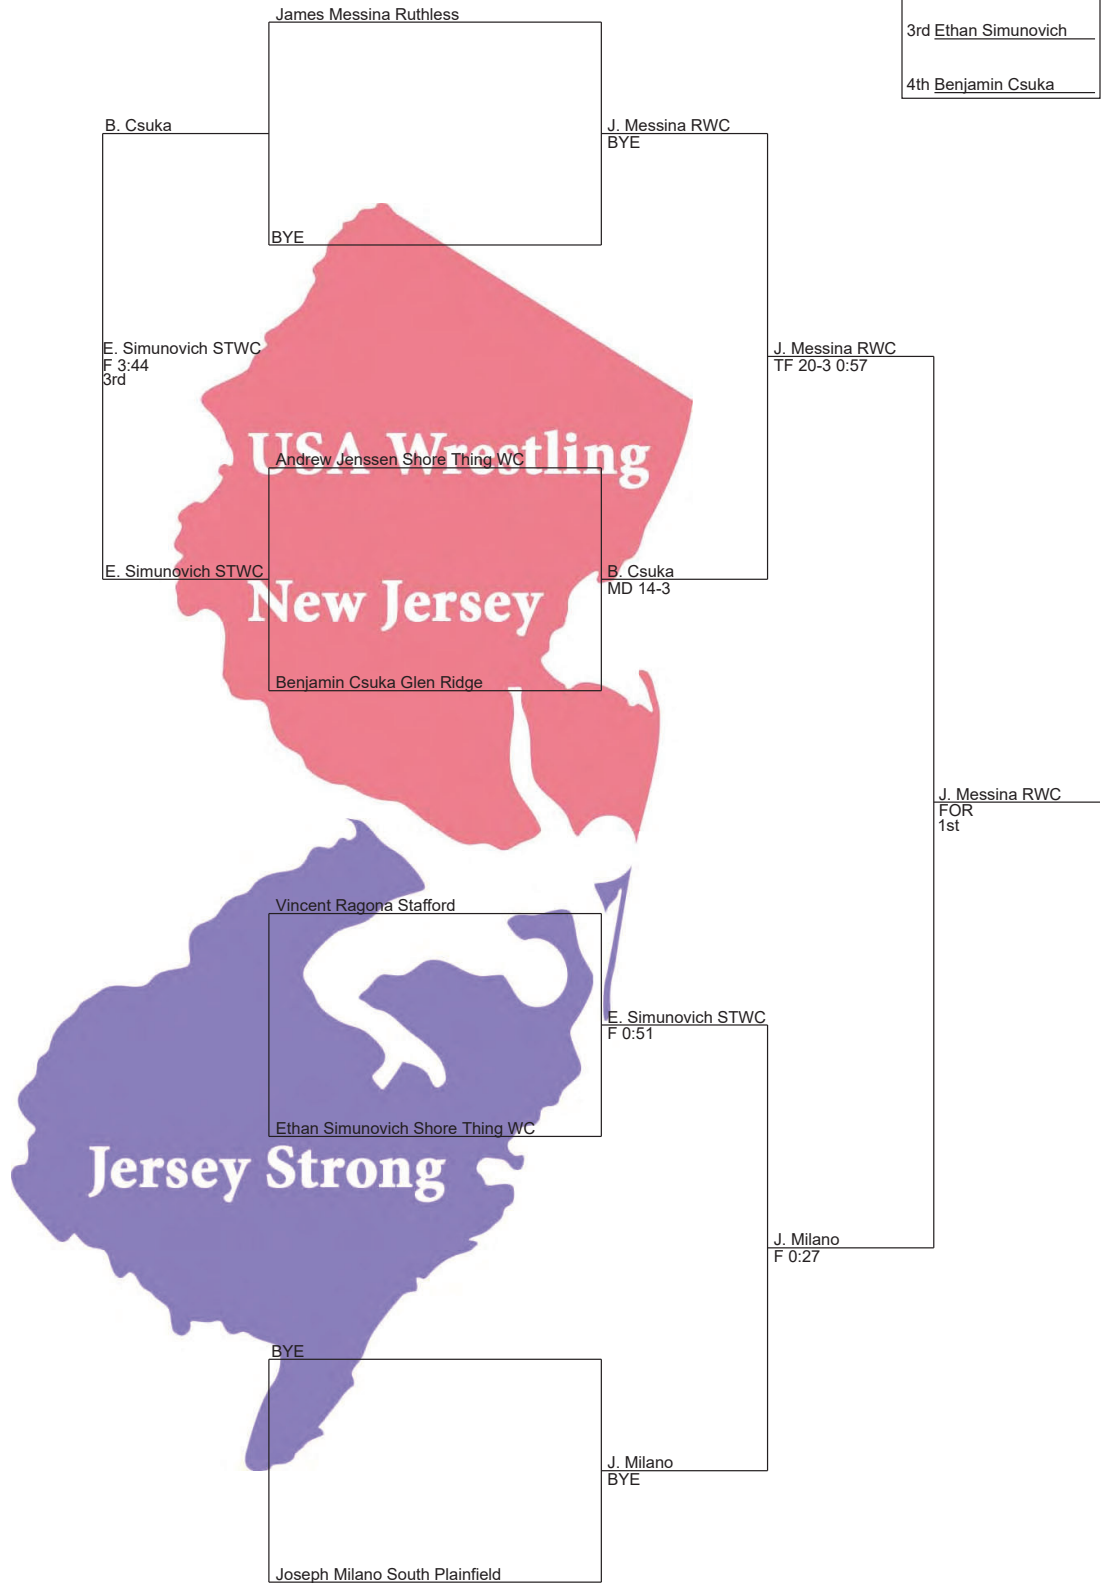 James Messina Ruthless
3rd Ethan Simunovich
4th Benjamin Csuka
B. Csuka
J. Messina RWC
BYE
BYE
E. Simunovich STWC
F 3:44
3rd
J. Messina RWC
TF 20-3 0:57
USA Wrestling
Andrew Jenssen Shore Thing WC
E. Simunovich STWC
B. Csuka
MD 14-3
New Jersey
Benjamin Csuka Glen Ridge
J. Messina RWC
FOR
1st
Vincent Ragona Stafford
E. Simunovich STWC
F 0:51
Ethan Simunovich Shore Thing WC
Jersey Strong
J. Milano
F 0:27
BYE
J. Milano
BYE
Joseph Milano South Plainfield